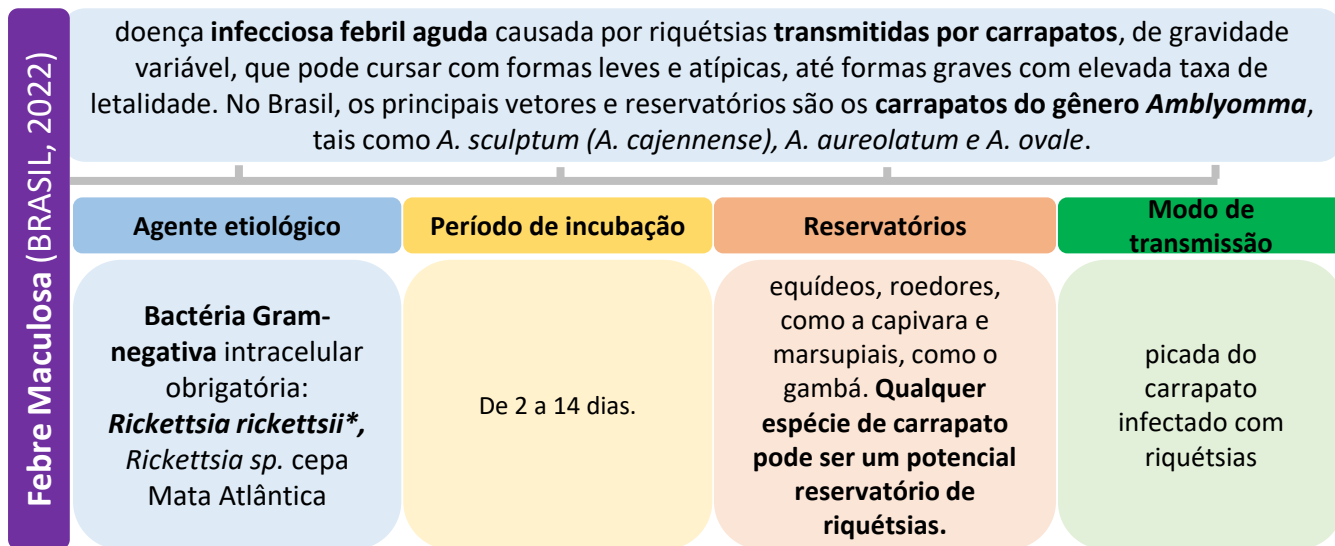 Febre Maculosa (BRASIL, 2022)
doença infecciosa febril aguda causada por riquétsias transmitidas por carrapatos, de gravidade
variável, que pode cursar com formas leves e atípicas, até formas graves com elevada taxa de
letalidade. No Brasil, os principais vetores e reservatórios são os carrapatos do gênero Amblyomma,
tais como A. sculptum (A. cajennense), A. aureolatum e A. ovale.
Agente etiológico
Bactéria Gram-
negativa intracelular
obrigatória:
Rickettsia rickettsii*,
Rickettsia sp. cepa
Mata Atlântica
Período de incubação
De 2 a 14 dias.
Reservatórios
equídeos, roedores,
como a capivara e
marsupiais, como o
gambá. Qualquer
espécie de carrapato
pode ser um potencial
reservatório de
riquétsias.
Modo de
transmissão
picada do
carrapato
infectado com
riquétsias